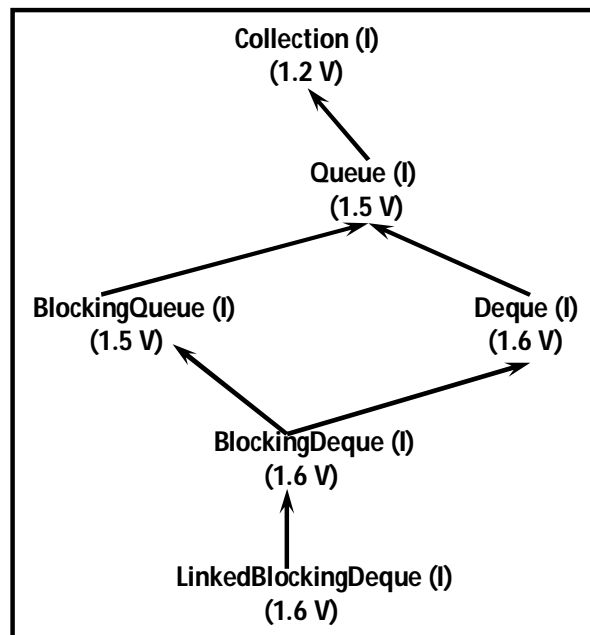 Collection (I)
(1.2 V)
Queue (I)
(1.5 V)
BlockingQueue (I)
(1.5 V)
Deque (I)
(1.6 V)
BlockingDeque (I)
(1.6 V)
LinkedBlockingDeque (I)
(1.6 V)